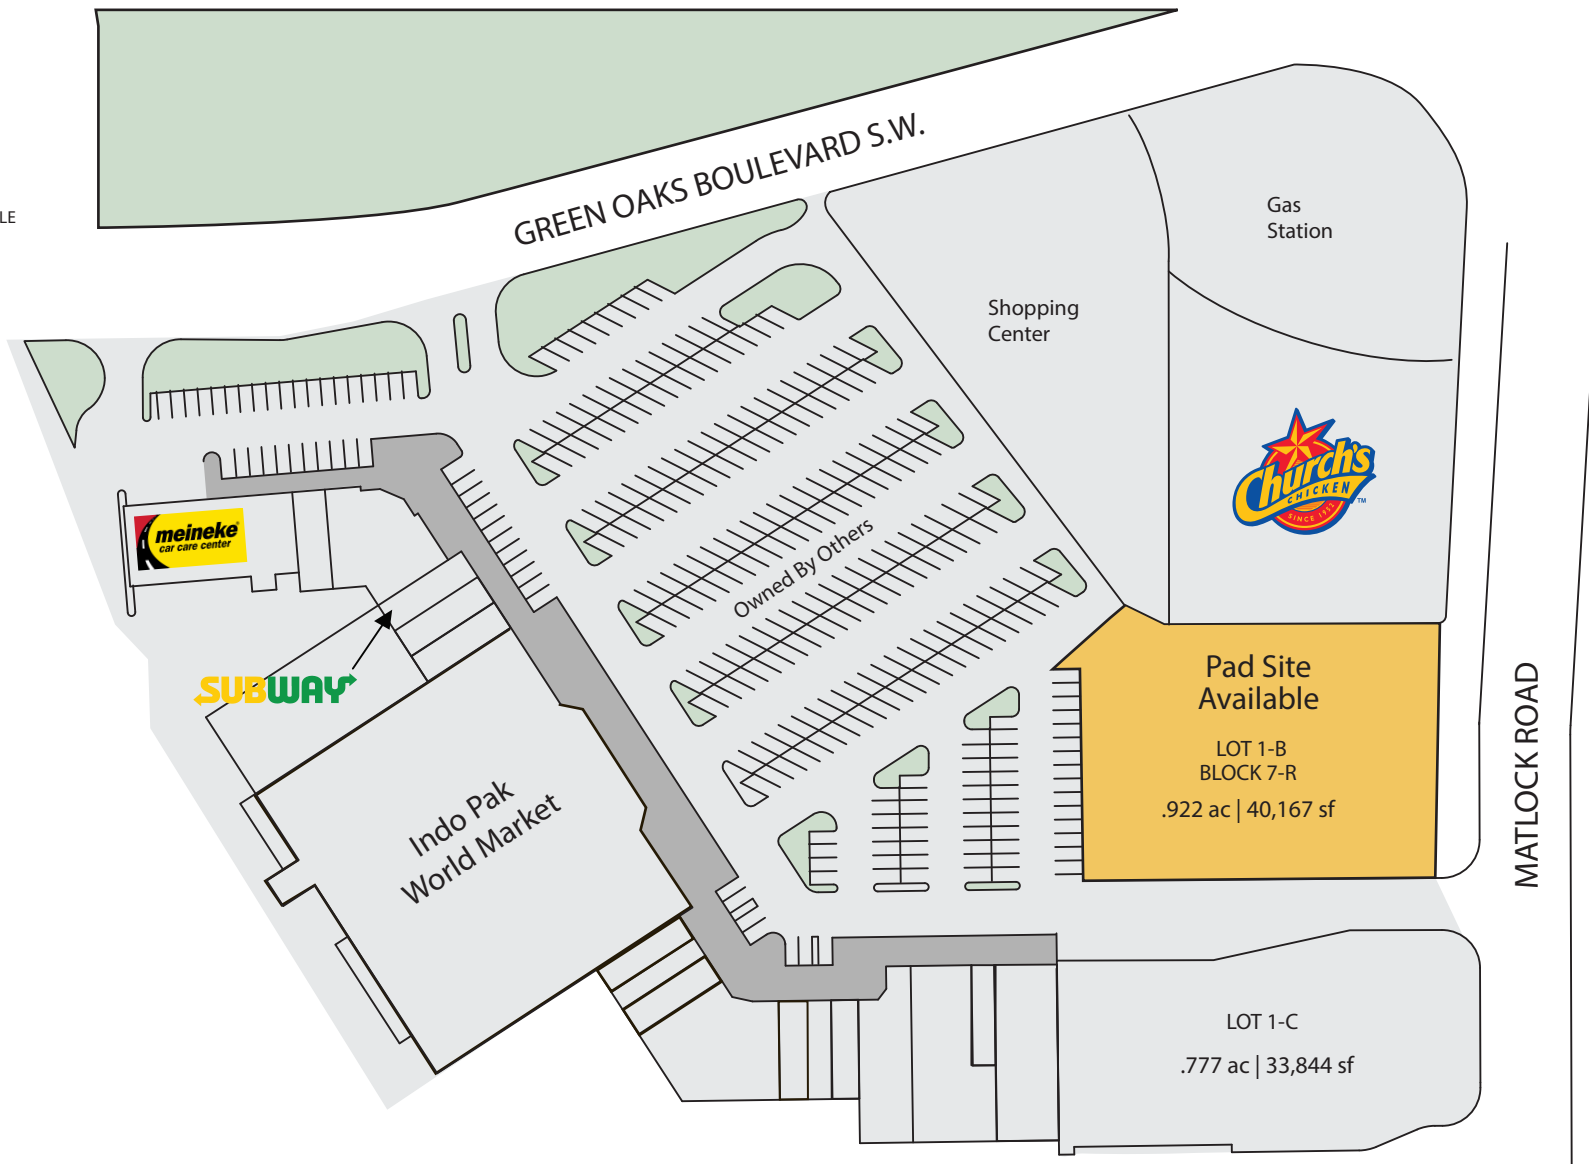 LE
GREEN OAKS BOULEVARD S.W.
Gas
Station
Shopping
Center
Church's
CHICKEN™
SINCE 1952
meineke®
car care center
Owned By Others
SUBWAY
Pad Site
Available
LOT 1-B
BLOCK 7-R
.922 ac | 40,167 sf
MATLOCK ROAD
Indo Pak
World Market
LOT 1-C
.777 ac | 33,844 sf